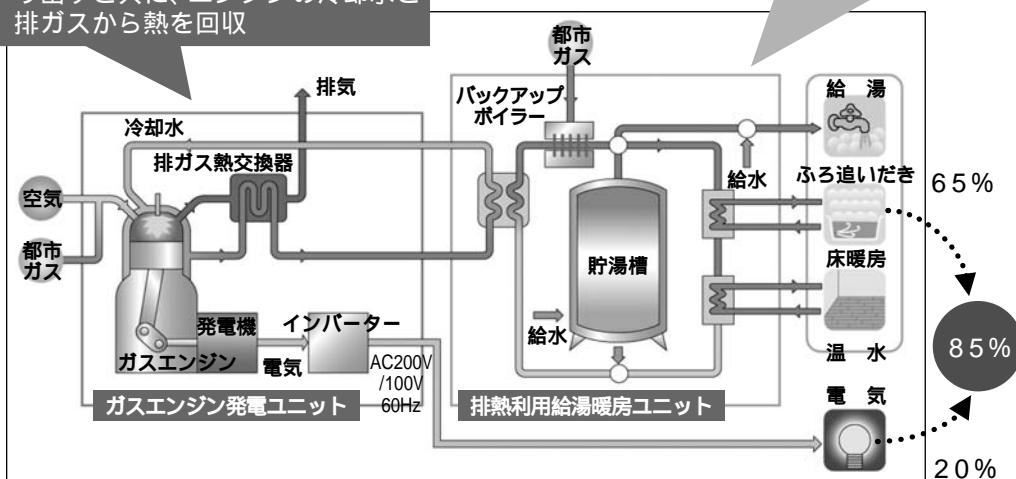 排ガスから熱を回収
都市
ガス
排気
バックアップ
ボイラー
給 湯
冷却水
排ガス熱交換器
給水
ふろ追いだき
65%
空気
都市
ガス
貯湯槽
床暖房
発電機
インバーター
給水
85%
ガスエンジン
電気
AC200V
/100V
60Hz
温 水
ガスエンジン発電ユニット
排熱利用給湯暖房ユニット
電 気
20%